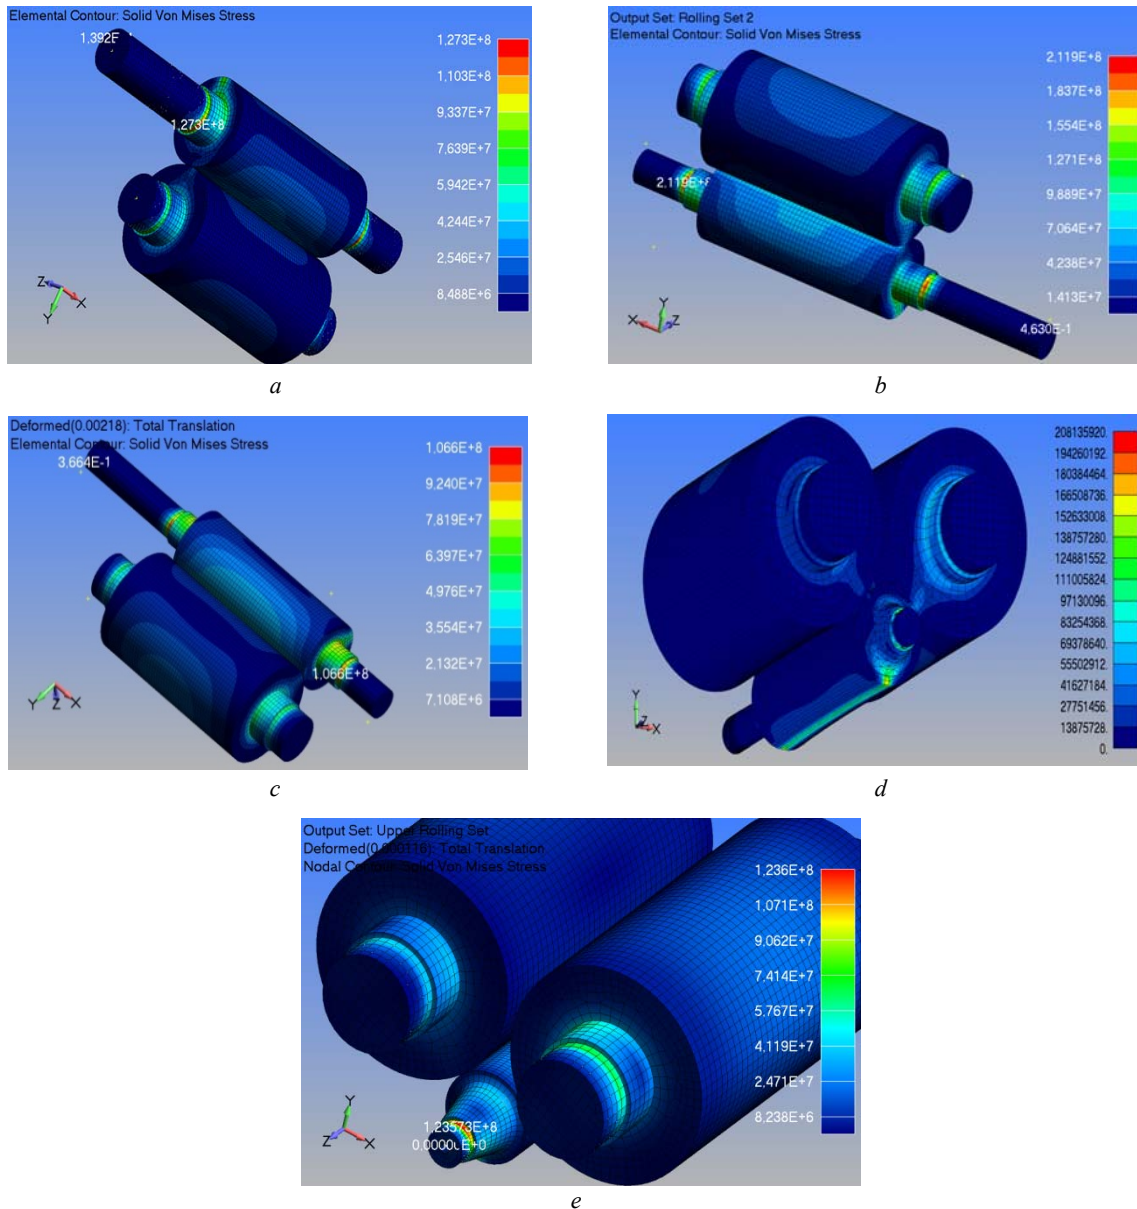 Elemental Contour: Solid Von Mises Stress
1,273E+8
1,103E+8
9.337E+7
7,639E+7
5,942E+7
4,244E+7
2,546E+7
8,488E+6
1,273E+8
Z
X
Y
a
Output Set: Rolling Set 2
Elemental Contour: Solid Von Mises Stress
2,119E+8
1,837E+8
1,554E+8
1,271E+8
9,889E+7
7,064E+7
4,238E+7
1,413E+7
2,119E+8
4,630E-1
Y
X
Z
b
Deformed(0.00218): Total Translation
Elemental Contour: Solid Von Mises Stress
3,664E-1
1,066E+8
9,240E+7
7,819E+7
6,397E+7
4,976E+7
3,554E+7
2,132E+7
7,108E+6
1,066E+8
Y
Z
X
c
208135920.
194260192.
180384464.
166508736.
152633008.
138757280.
124881552.
111005824.
97130096.
83254368.
69378640.
55502912.
41627184.
27751456.
13875728.
0.
Y
X
d
Output Set: Upper Rolling Set
Total Translation
Von Mises Stress
1,236E+8
1,071E+8
9,062E+7
7,414E+7
5,767E+7
4,119E+7
2,471E+7
8,238E+6
1,23573E+8
Y
Z
X
e